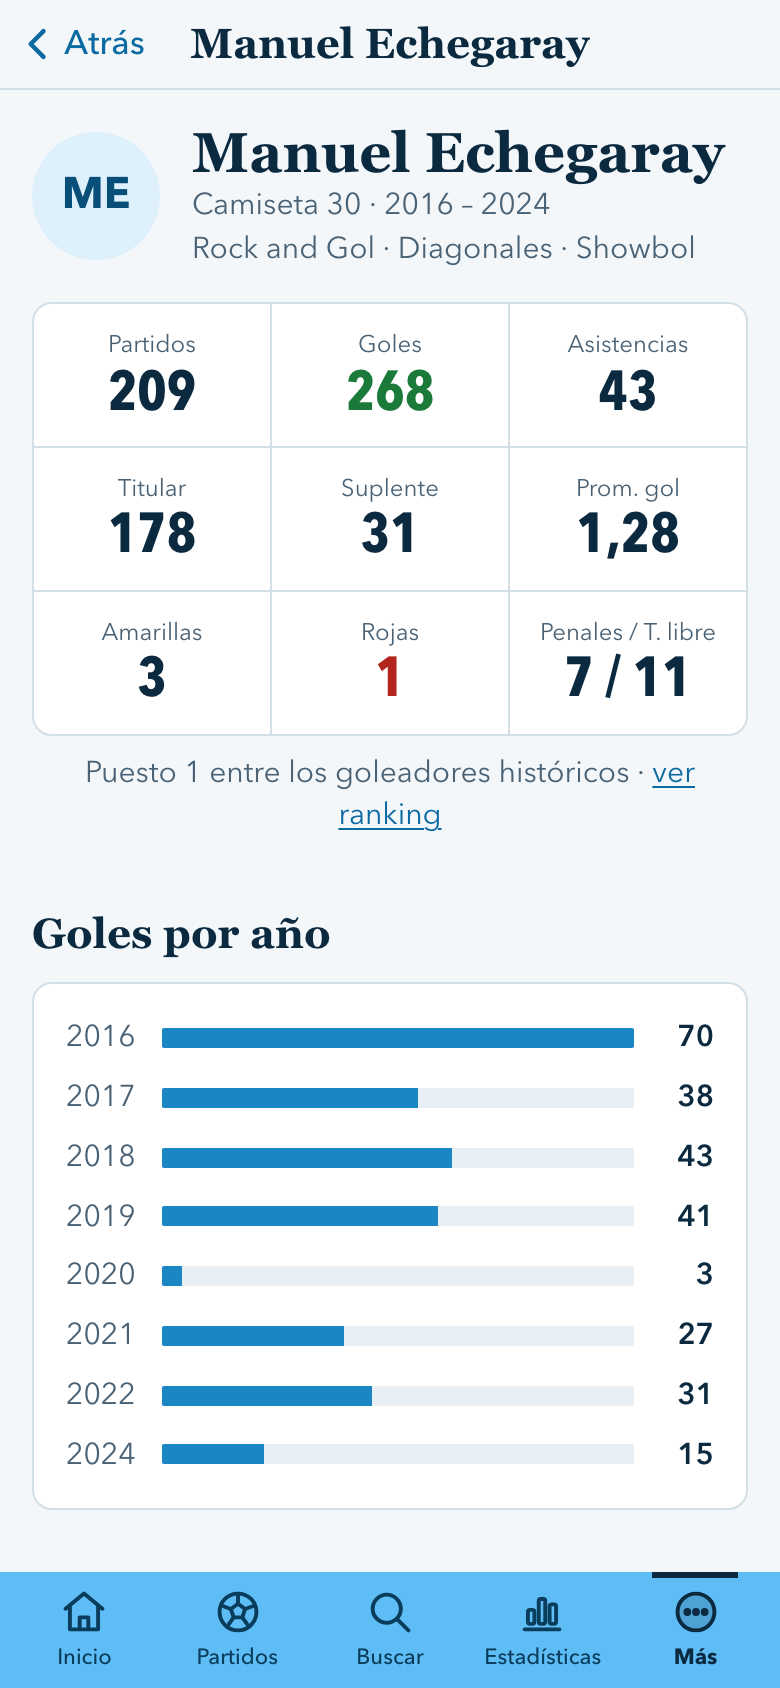 Atrás Manuel Echegaray
ME
Manuel Echegaray
Camiseta 30 · 2016 – 2024
Rock and Gol · Diagonales · Showbol
Partidos Goles Asistencias
209 268 43
Titular Suplente Prom. gol
178 31 1,28
Amarillas Rojas Penales / T. libre
3 1 7 / 11
Puesto 1 entre los goleadores históricos · ver
ranking
Goles por año
2016 70
2017 38
2018 43
2019 41
2020 3
2021 27
2022 31
2024 15
Inicio Partidos Buscar Estadísticas Más